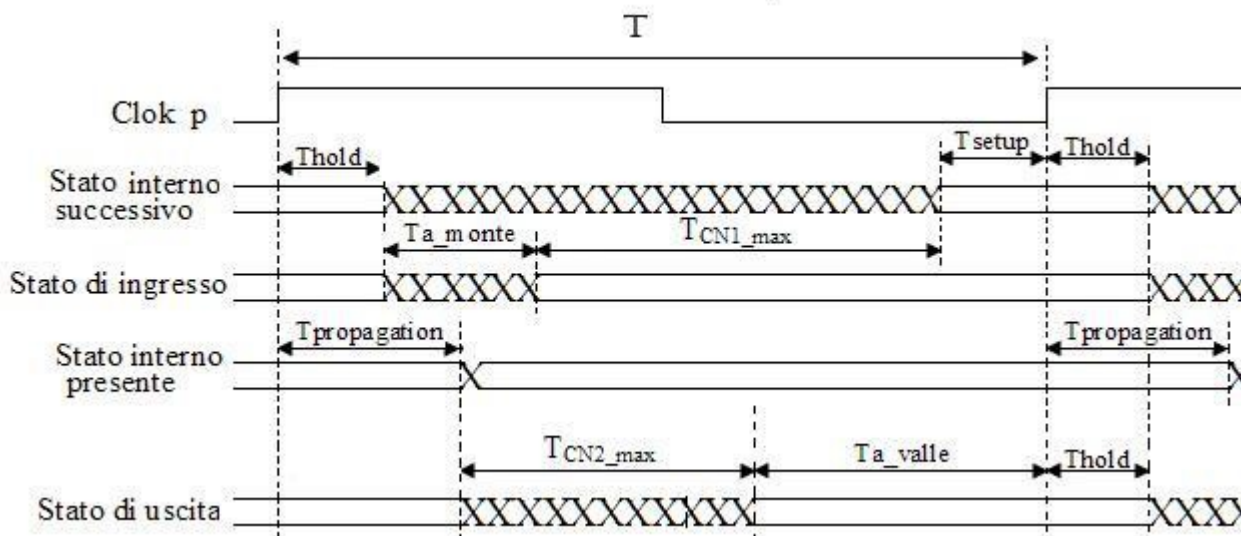 T
Clok p
Thold
Tsetup
Thold
Stato interno
successivo
Ta_monte
TCN1_max
Stato di ingresso
Tpropagation
Tpropagation
Stato interno
presente
TCN2_max
Ta_valle
Thold
Stato di uscita